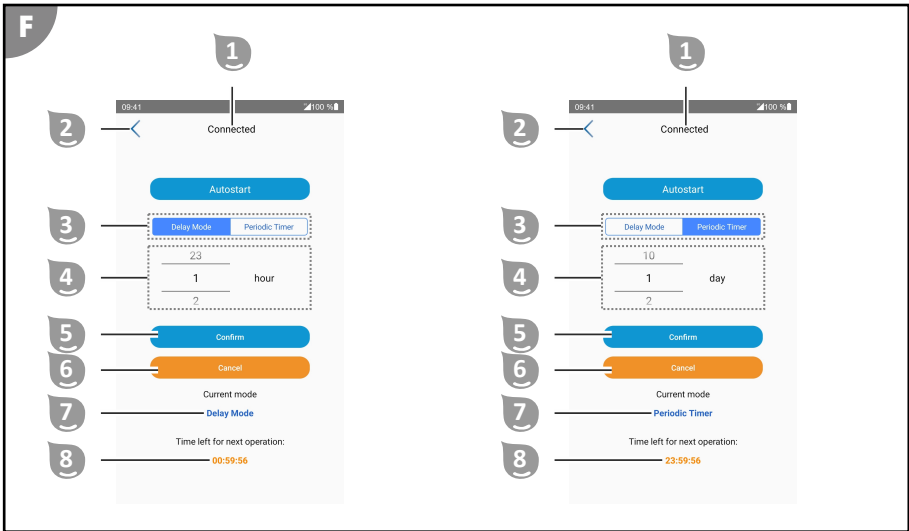 F
1
09:41 100 %
2
Connected
Autostart
3
Delay Mode Periodic Timer
23
4
1 hour
2
5
Confirm
6
Cancel
Current mode
7
Delay Mode
Time left for next operation:
8
00:59:56
1
09:41 100 %
2
Connected
Autostart
3
Delay Mode Periodic Timer
10
4
1 day
2
5
Confirm
6
Cancel
Current mode
7
Periodic Timer
Time left for next operation:
8
23:59:56